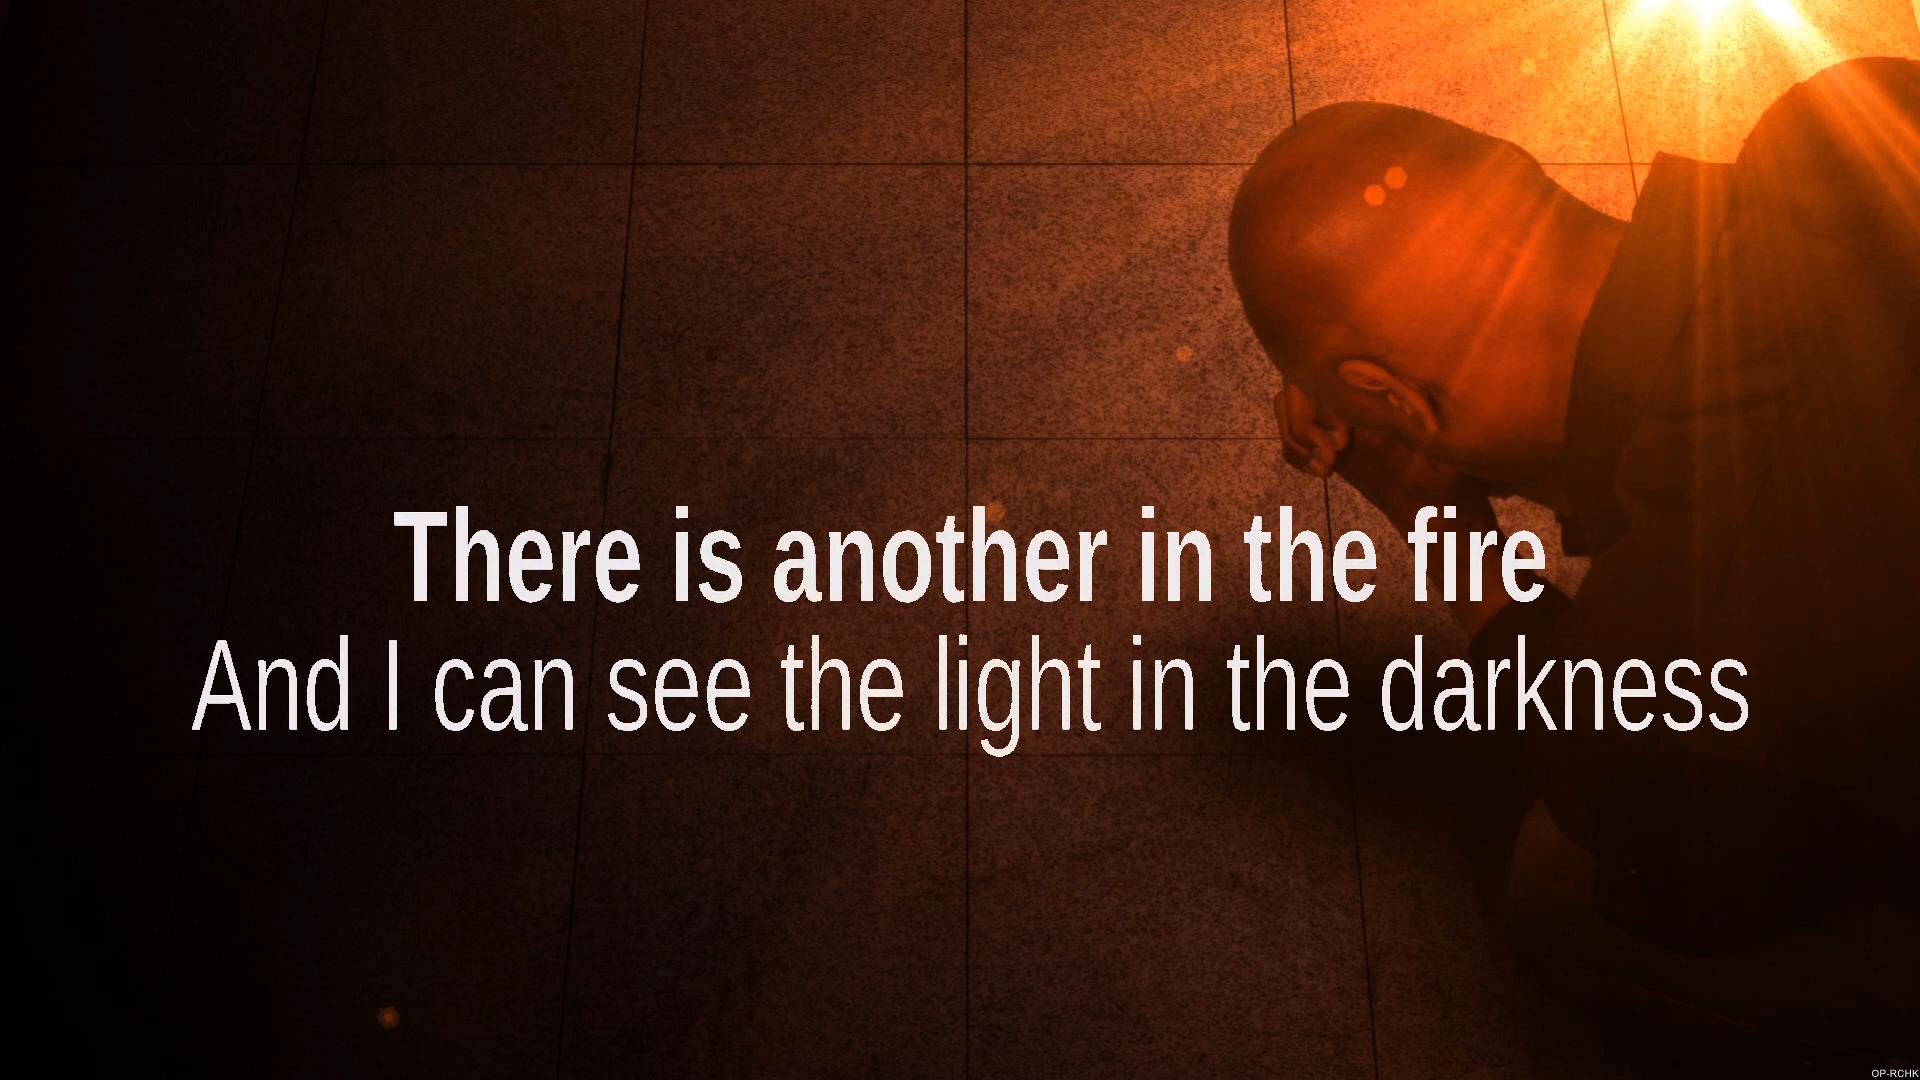 There is another in the fire
And I can see the light in the darkness
OP-RCHK